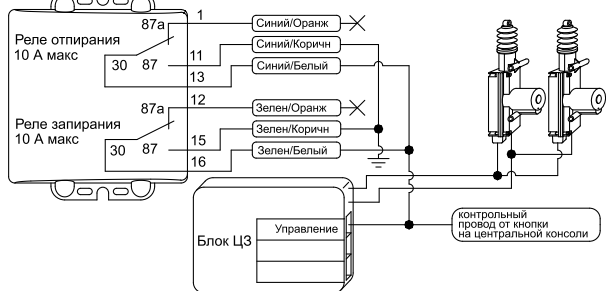 87a
1
Синий/Оранж
Реле отпирания
10 А макс
11
Синий/Коричн
30
87
13
Синий/Белый
87a
12
Зелен/Оранж
Реле запирания
10 А макс
15
Зелен/Коричн
30
87
16
Зелен/Белый
Блок ЦЗ
Управление
контрольный
провод от кнопки
на центральной консоли